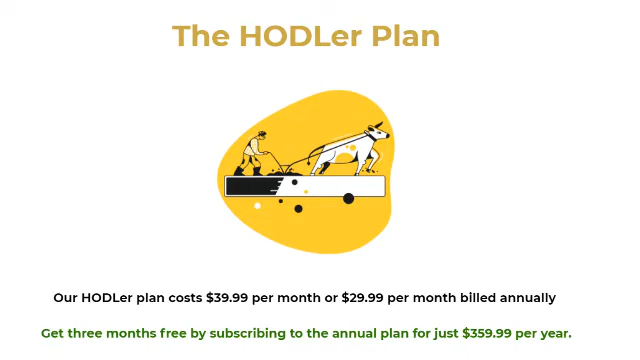 The HODLer Plan
Our HODLer plan costs $39.99 per month or $29.99 per month billed annually
Get three months free by subscribing to the annual plan for just $359.99 per year.